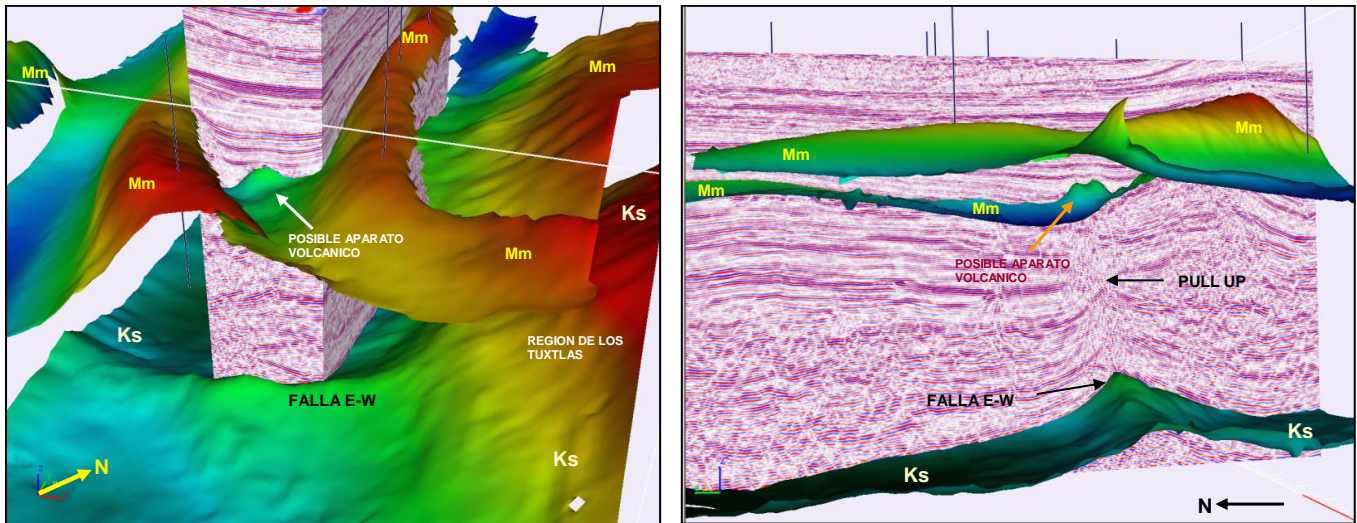 Mm
Mm
Mm
Mm
Ks
POSIBLE APARATO
VOLCANICO
Mm
Ks
REGION DE LOS
TUXTLAS
FALLA E-W
Ks
N
Mm
Mm
Mm
Mm
POSIBLE APARATO
VOLCANICO
PULL UP
FALLA E-W
Ks
Ks
N